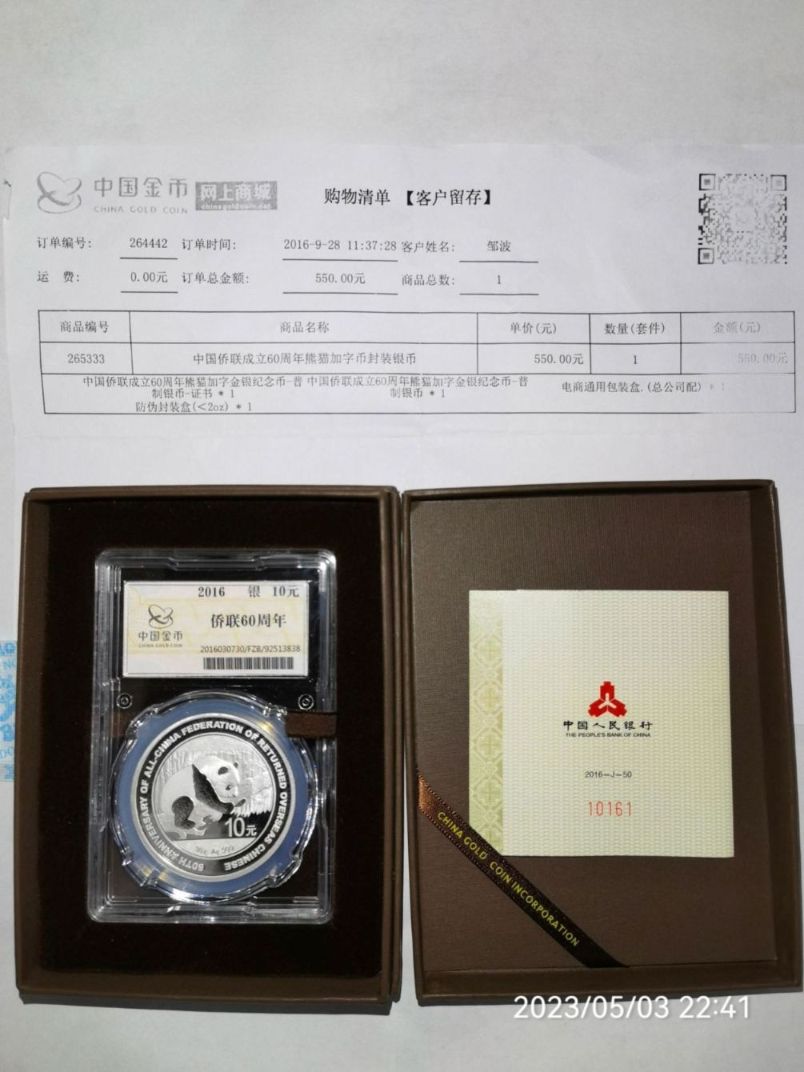 中国金币 网上商城
CHINA GOLD COIN chinagoldcoin.net
购物清单 【客户留存】
订单编号: 264442 订单时间: 2016-9-28 11:37:28 客户姓名: 邹波
运 费: 0.00元 订单总金额: 550.00元 商品总数: 1
商品编号 商品名称 单价(元) 数量(套件) 金额(元)
265333 中国侨联成立60周年熊猫加字币封装银币 550.00元 1 550.00元
中国侨联成立60周年熊猫加字金银纪念币-普 中国侨联成立60周年熊猫加字金银纪念币-普 电商通用包装盒.(总公司配) * 1
制银币-证书 * 1 制银币 * 1
防伪封装盒(<2oz) * 1
2016 银 10元
侨联60周年
中国金币
CHINA GOLD COIN
2016030730/FZB/92513838
60TH ANNIVERSARY OF ALL-CHINA FEDERATION OF RETURNED OVERSEAS CHINESE
10元
30g Ag.999
中国人民银行
THE PEOPLE'S BANK OF CHINA
2016-J-50
10161
CHINA GOLD COIN INCORPORATION
2023/05/03 22:41